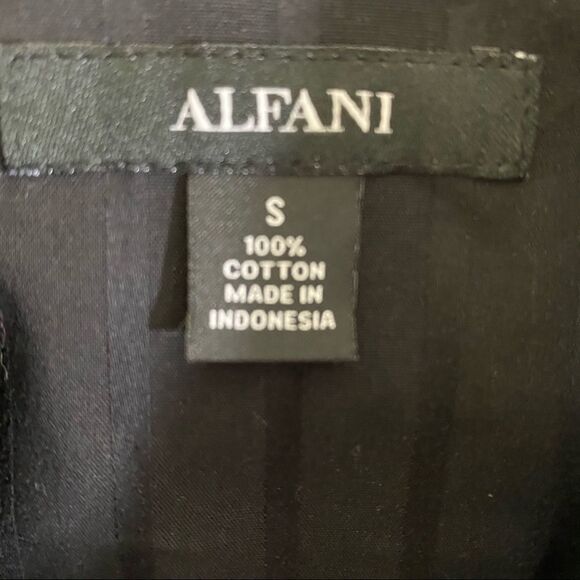 ALFANI
S
100%
COTTON
MADE IN
INDONESIA